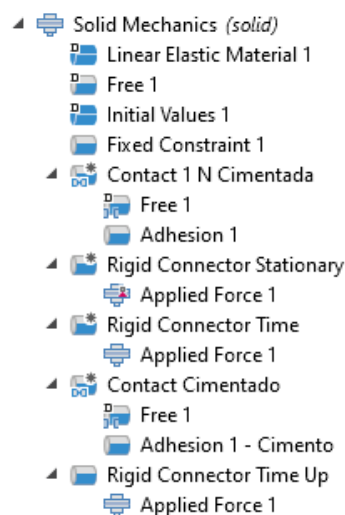 Solid Mechanics (solid)
Linear Elastic Material 1
Free 1
Initial Values 1
Fixed Constraint 1
Contact 1 N Cimentada
Free 1
Adhesion 1
Rigid Connector Stationary
Applied Force 1
Rigid Connector Time
Applied Force 1
Contact Cimentado
Free 1
Adhesion 1 - Cimento
Rigid Connector Time Up
Applied Force 1